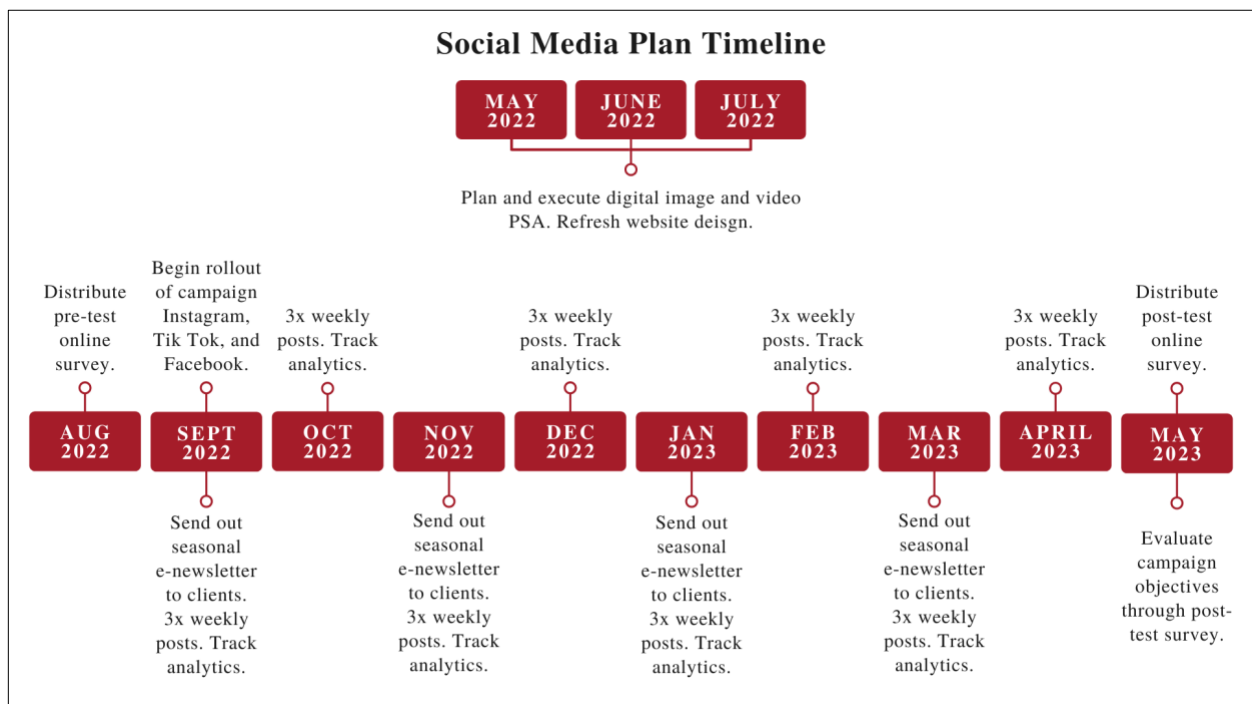 Social Media Plan Timeline
MAY
2022
JUNE
2022
JULY
2022
Plan and execute digital image and video
PSA. Refresh website deisgn.
Distribute
pre-test
online
survey.
Begin rollout
of campaign
Instagram,
Tik Tok, and
Facebook.
3x weekly
posts. Track
analytics.
3x weekly
posts. Track
analytics.
3x weekly
posts. Track
analytics.
3x weekly
posts. Track
analytics.
Distribute
post-test
online
survey.
AUG
2022
SEPT
2022
OCT
2022
NOV
2022
DEC
2022
JAN
2023
FEB
2023
MAR
2023
APRIL
2023
MAY
2023
Send out
seasonal
e-newsletter
to clients.
3x weekly
posts. Track
analytics.
Send out
seasonal
e-newsletter
to clients.
3x weekly
posts. Track
analytics.
Send out
seasonal
e-newsletter
to clients.
3x weekly
posts. Track
analytics.
Send out
seasonal
e-newsletter
to clients.
3x weekly
posts. Track
analytics.
Evaluate
campaign
objectives
through post-
test survey.